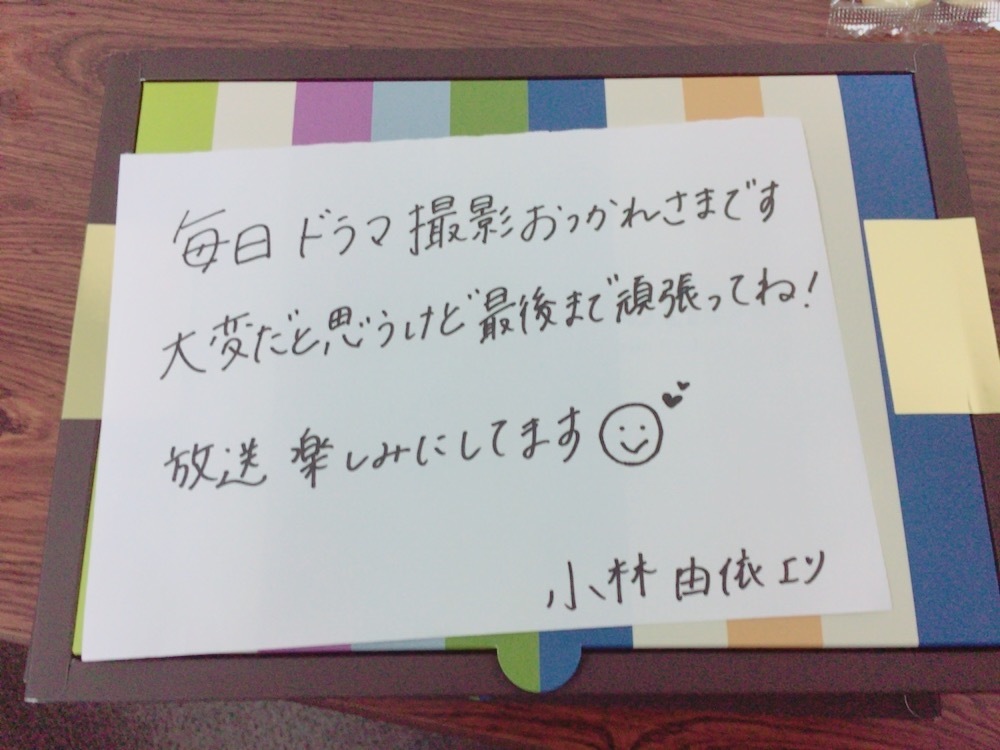 毎日ドラマ撮影おつかれさまです
大変だと思うけど最後まで頑張ってね!
放送 楽しみにしてます
小林 由依より